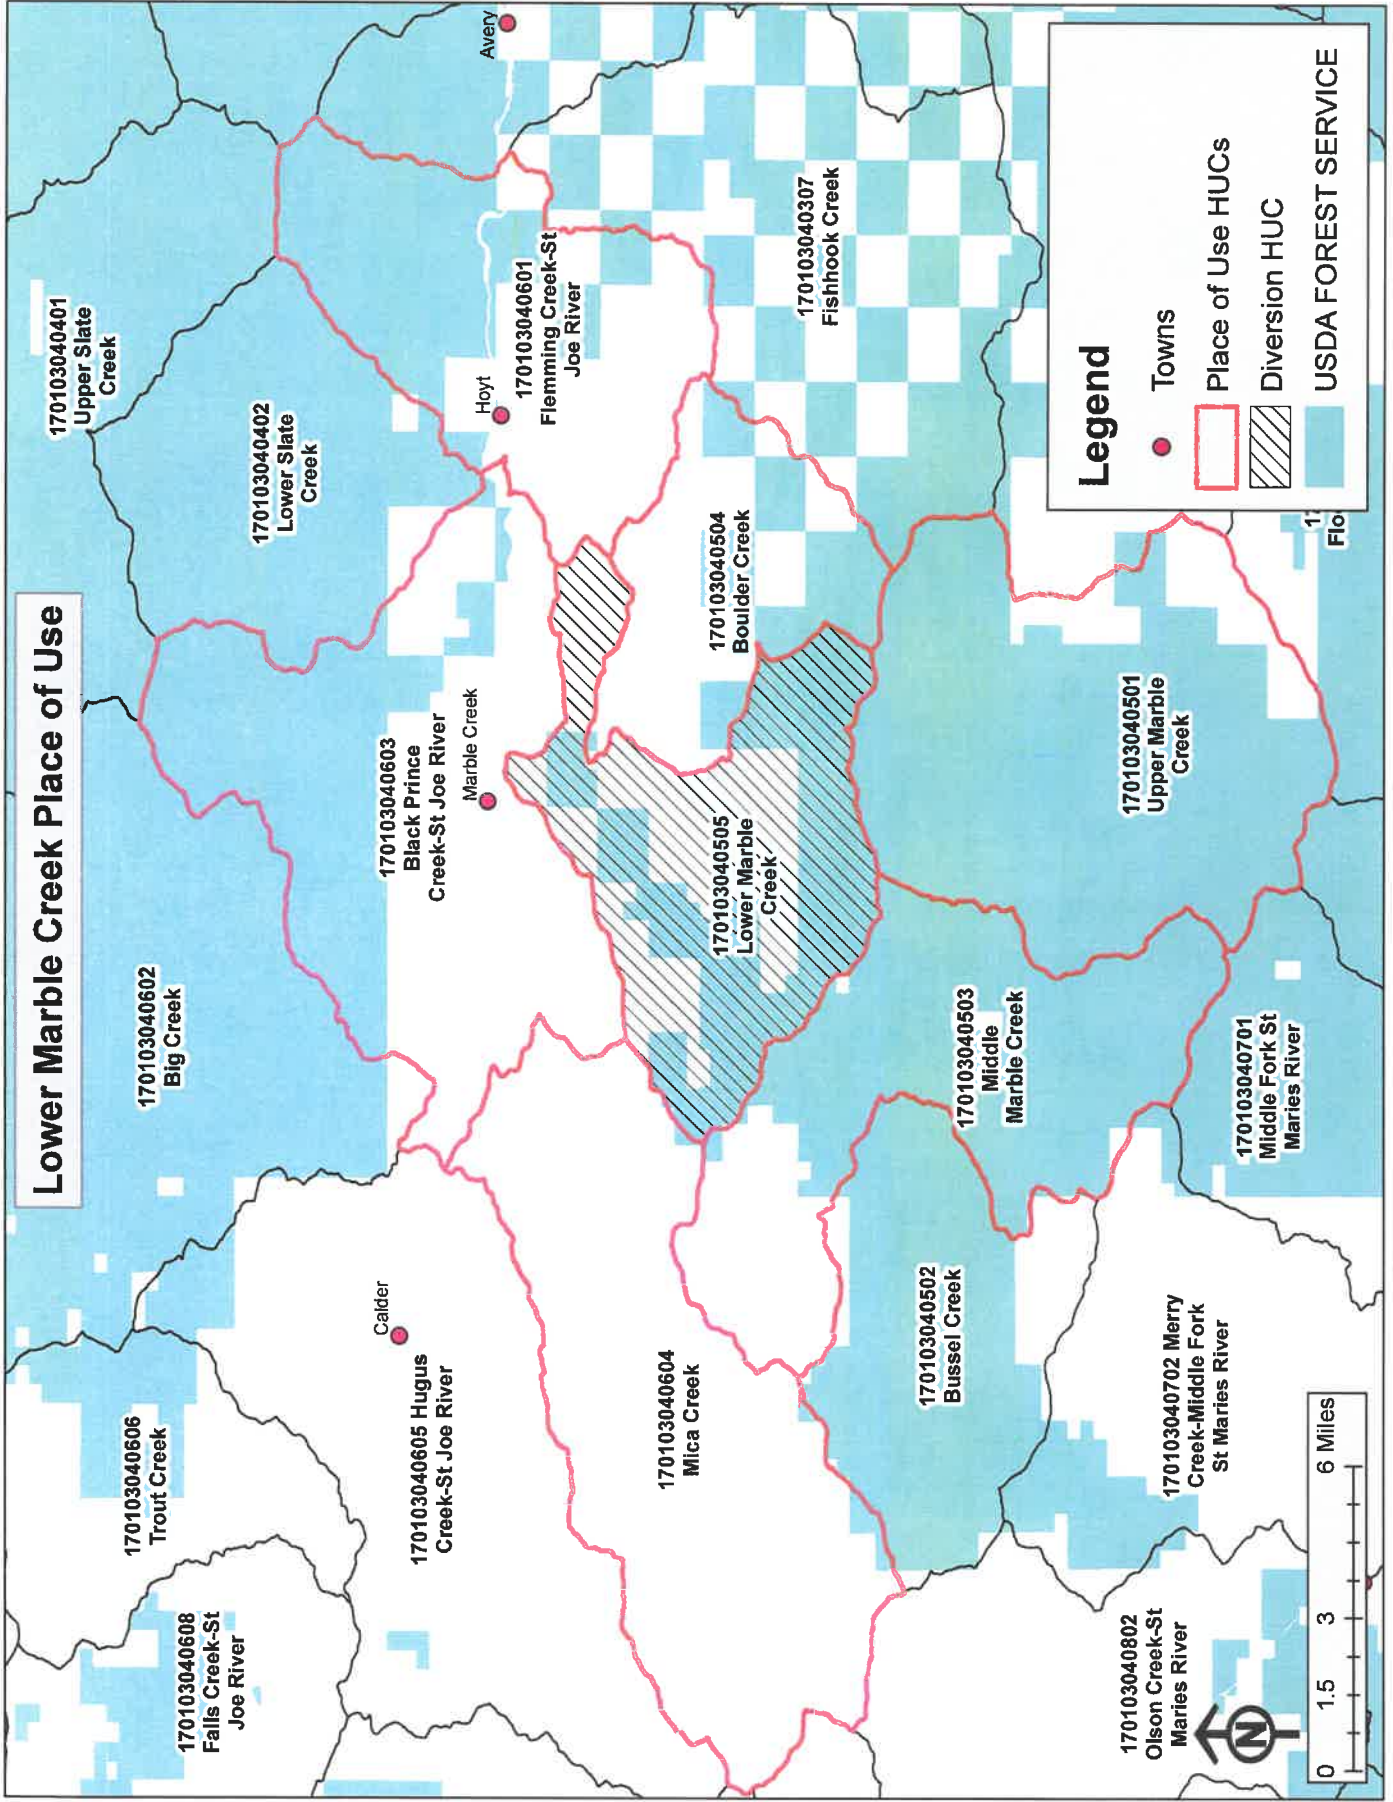 Lower Marble Creek Place of Use
170103040401
Upper Slate
Creek
170103040402
Lower Slate
Creek
170103040602
Big Creek
170103040606
Trout Creek
170103040608
Falls Creek-St
Joe River
Avery
Hoyt
170103040601
Flemming Creek-St
Joe River
170103040603
Black Prince
Creek-St Joe River
Marble Creek
Calder
170103040605 Hugus
Creek-St Joe River
170103040307
Fishhook Creek
170103040504
Boulder Creek
170103040505
Lower Marble
Creek
170103040604
Mica Creek
170103040501
Upper Marble
Creek
170103040503
Middle
Marble Creek
170103040502
Bussel Creek
170103040701
Middle Fork St
Maries River
170103040702 Merry
Creek-Middle Fork
St Maries River
170103040802
Olson Creek-St
Maries River
17
Flo
Legend
Towns
Place of Use HUCs
Diversion HUC
USDA FOREST SERVICE
N
0 1.5 3 6 Miles